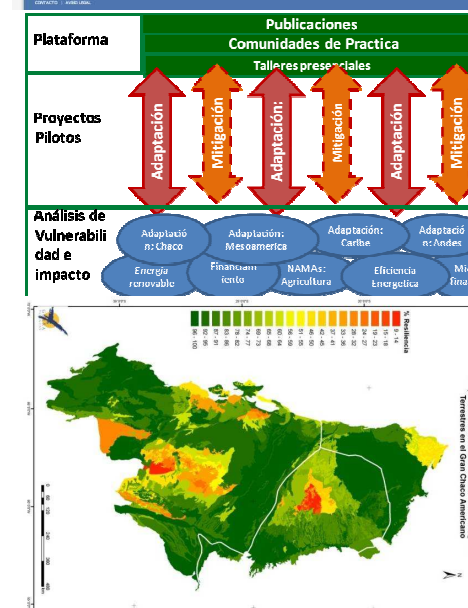 CONTACTO | AVISO LEGAL
Plataforma
Publicaciones
Comunidades de Practica
Talleres presenciales
Proyectos
Pilotos
Adaptación
Mitigación
Adaptación:
Mitigación
Adaptación
Mitigación
Análisis de
Vulnerabili
dad e
impacto
Adaptació
n: Chaco
Adaptación:
Mesoamerica
Adaptación:
Caribe
Adaptació
n: Andes
Energía
renovable
Financiam
iento
NAMAs:
Agricultura
Eficiencia
Energetica
Mi
fina
% Resiliencia
Terrestres en el Gran Chaco Americano